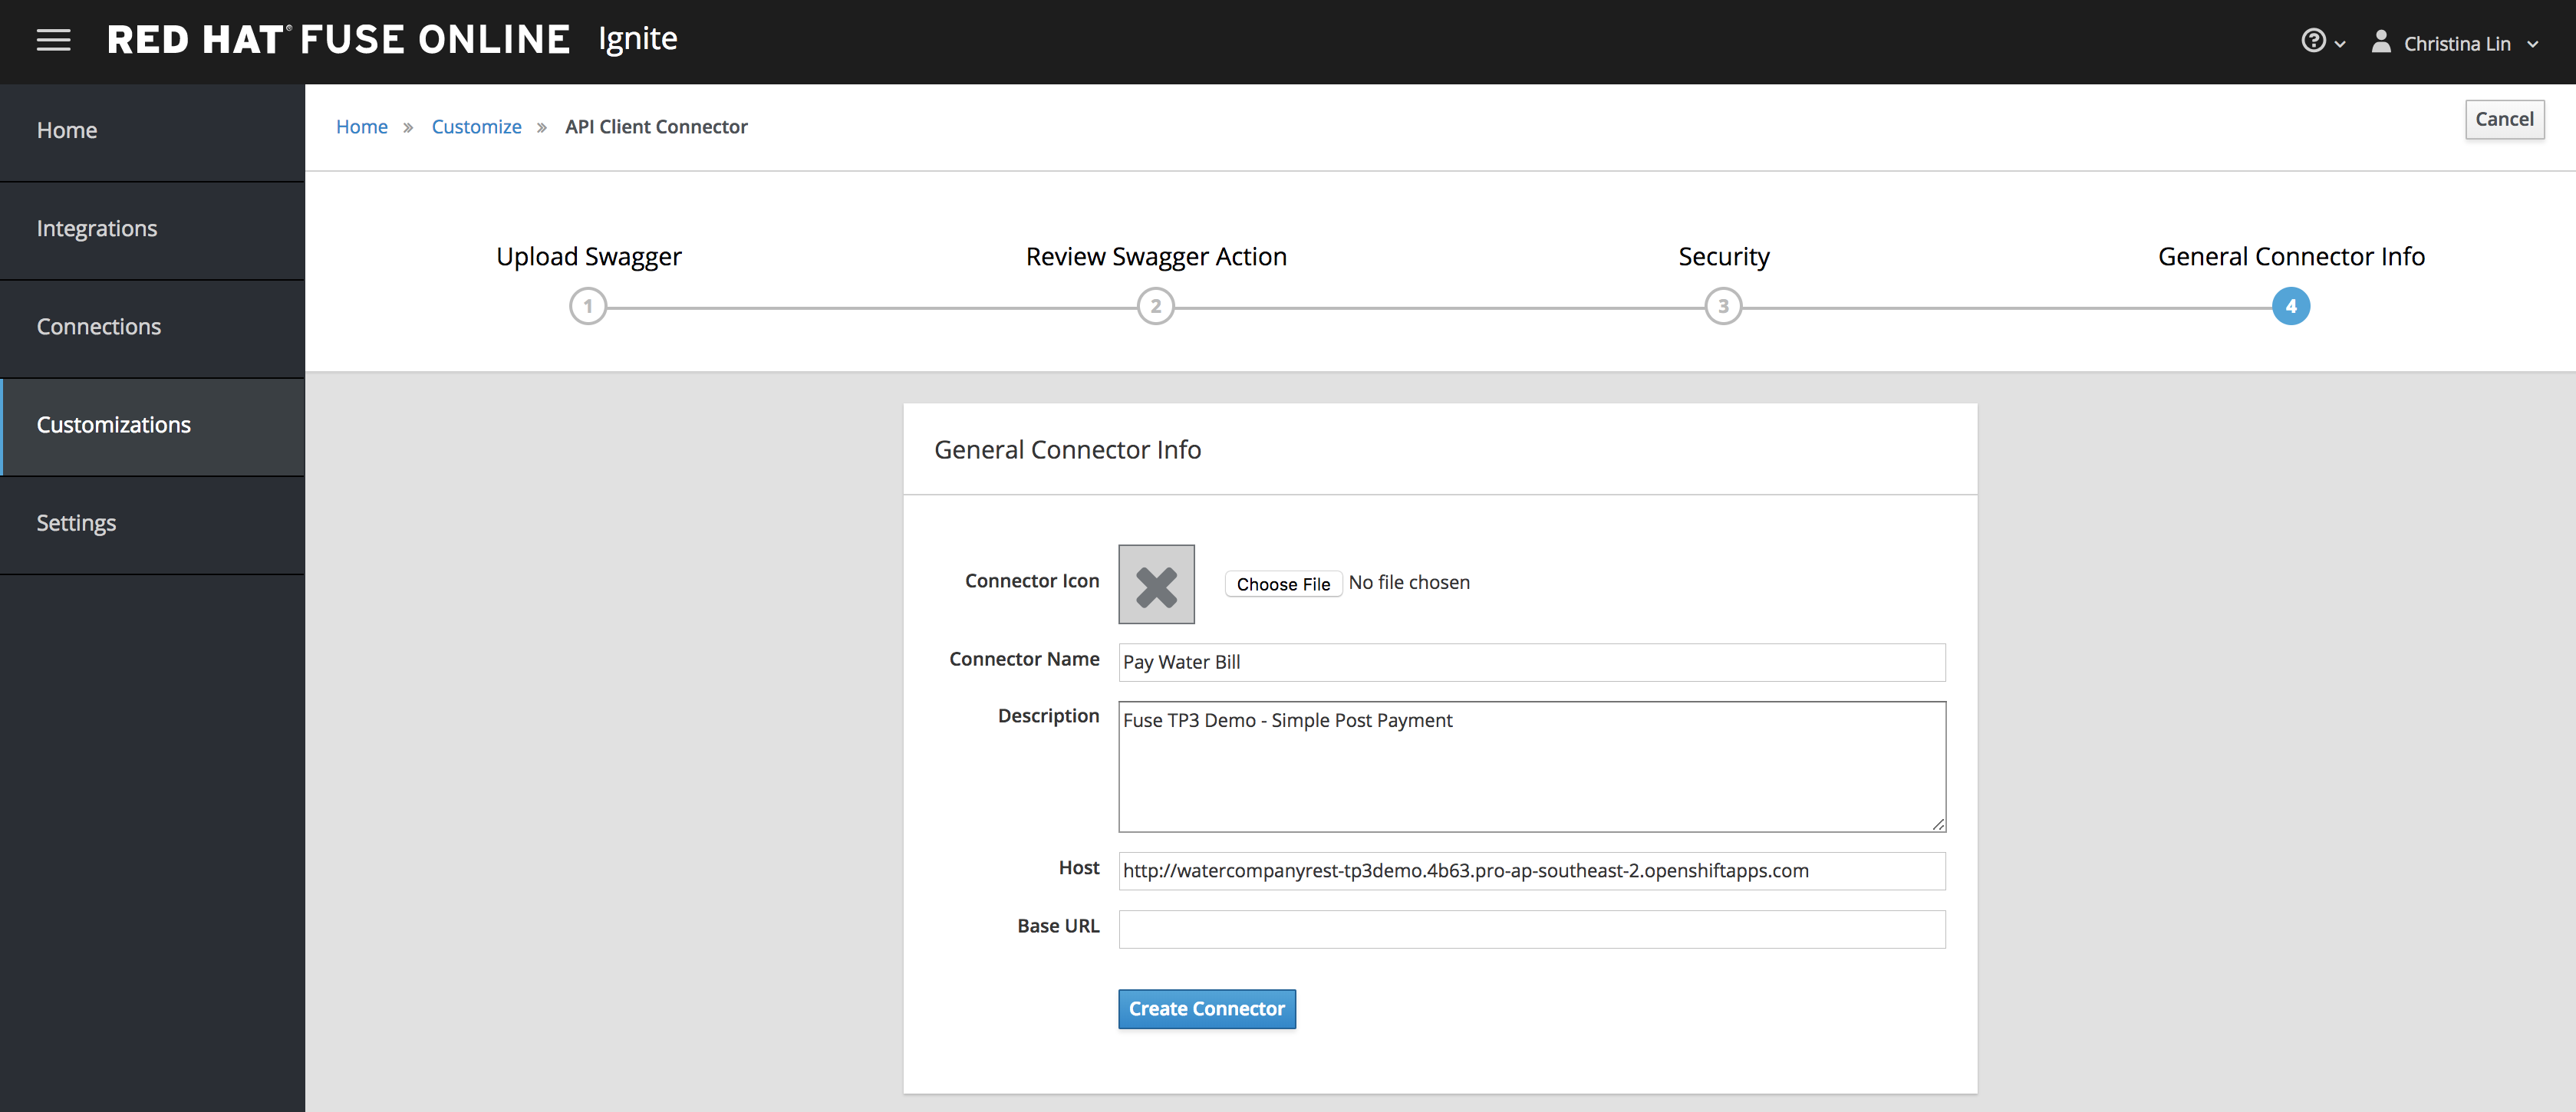 RED HAT® FUSE ONLINE Ignite
? Christina Lin
Home
Integrations
Connections
Customizations
Settings
Home » Customize » API Client Connector
Cancel
Upload Swagger
Review Swagger Action
Security
General Connector Info
1
2
3
4
General Connector Info
Connector Icon
Choose File No file chosen
Connector Name
Pay Water Bill
Description
Fuse TP3 Demo - Simple Post Payment
Host
http://watercompanyrest-tp3demo.4b63.pro-ap-southeast-2.openshiftapps.com
Base URL
Create Connector